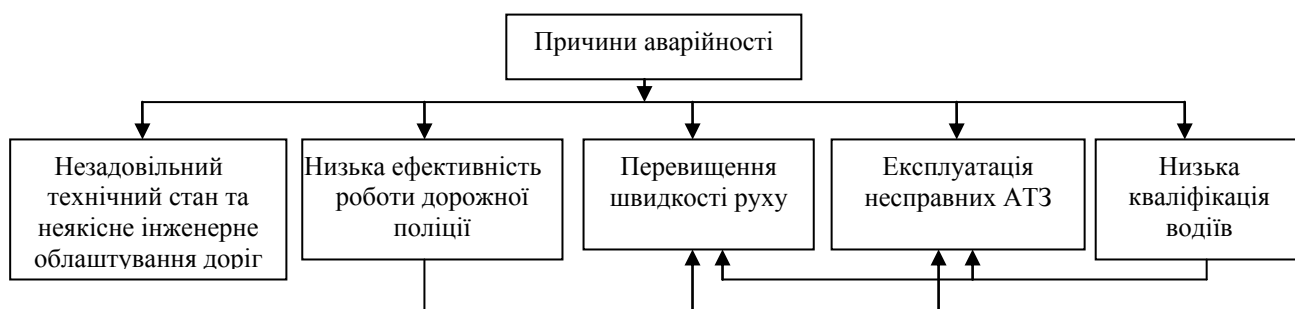 Причини аварійності
Незадовільний
технічний стан та
неякісне інженерне
облаштування доріг
Низька ефективність
роботи дорожної
поліції
Перевищення
швидкості руху
Експлуатація
несправних АТЗ
Низька
кваліфікація
водіїв